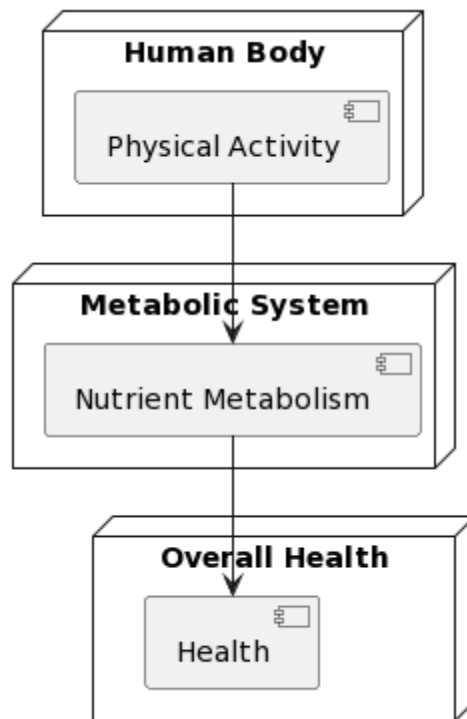 Human Body
Physical Activity
Metabolic System
Nutrient Metabolism
Overall Health
Health